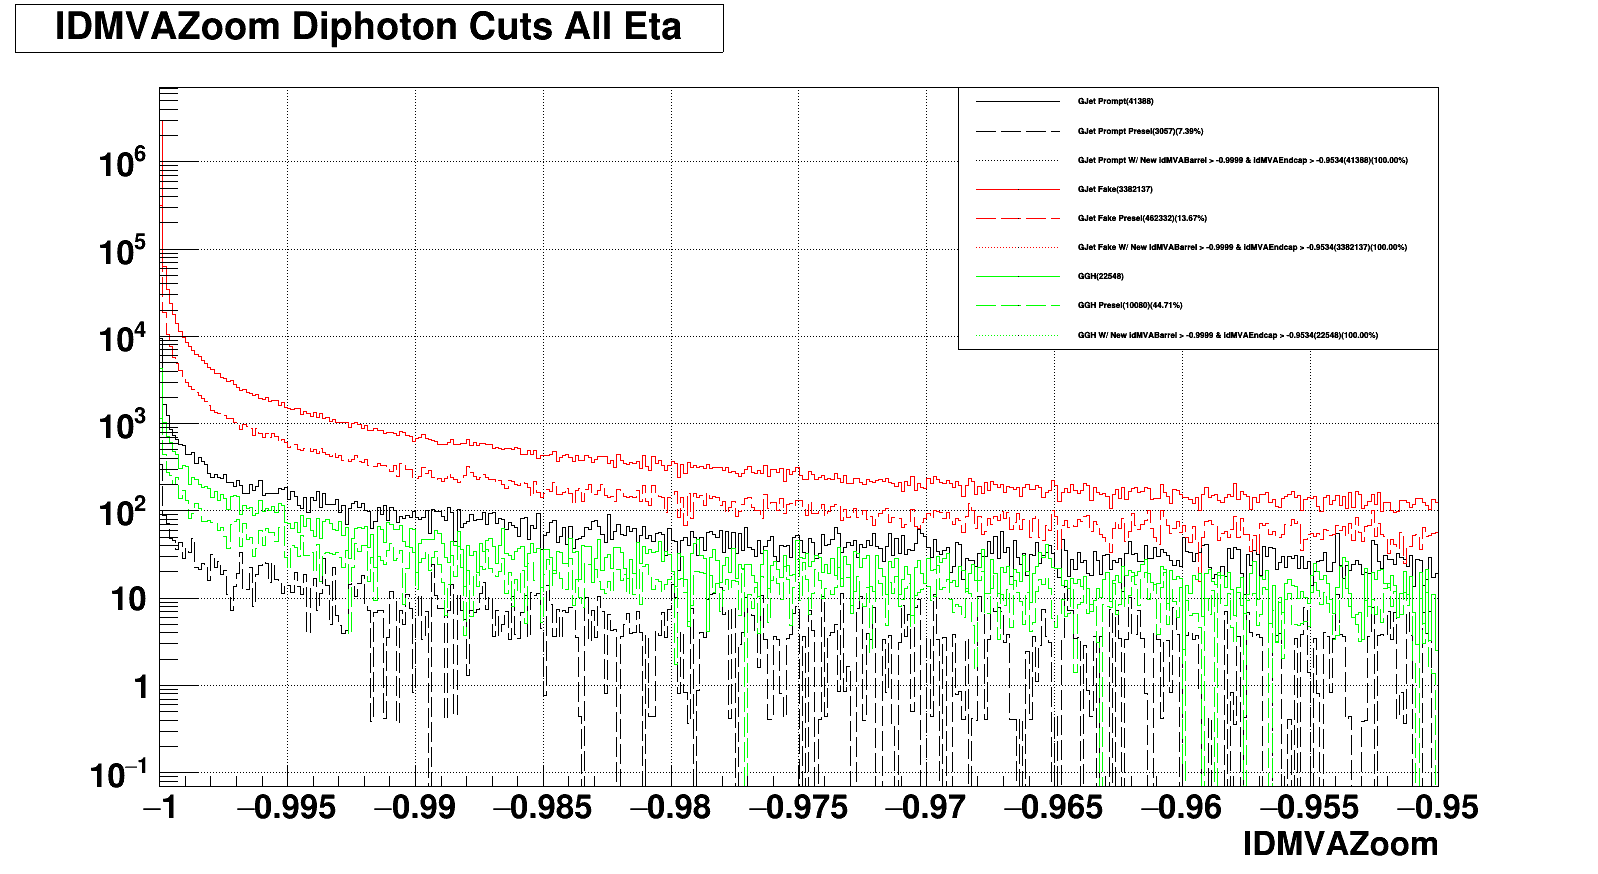 IDMVAZoom Diphoton Cuts All Eta
GJet Prompt(41388)
GJet Prompt Presel(3057)(7.39%)
GJet Prompt W/ New idMVABarrel > -0.9999 & idMVAEndcap > -0.9534(41388)(100.00%)
GJet Fake(3382137)
GJet Fake Presel(462332)(13.67%)
GJet Fake W/ New idMVABarrel > -0.9999 & idMVAEndcap > -0.9534(3382137)(100.00%)
GGH(22548)
GGH Presel(10080)(44.71%)
GGH W/ New idMVABarrel > -0.9999 & idMVAEndcap > -0.9534(22548)(100.00%)
10^6
10^5
10^4
10^3
10^2
10
1
10^−1
−1 −0.995 −0.99 −0.985 −0.98 −0.975 −0.97 −0.965 −0.96 −0.955 −0.95
IDMVAZoom